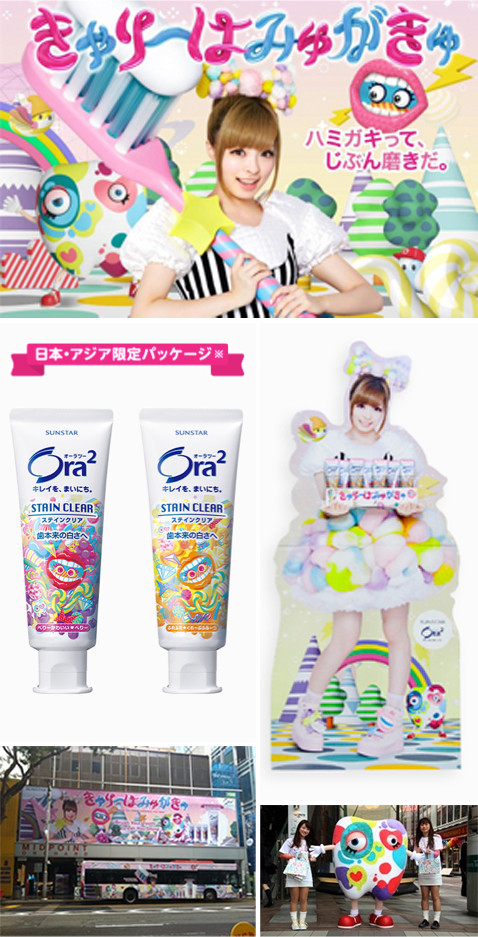 きゃりーはみゅがきゅ
ハミガキって、
じぶん磨きだ。
日本・アジア限定パッケージ※
SUNSTAR
オーラツー
Ora2
キレイを、まいにち。
STAIN CLEAR
ステインクリア
歯本来の白さへ
SUNSTAR
オーラツー
Ora2
キレイを、まいにち。
STAIN CLEAR
ステインクリア
歯本来の白さへ
きゃりーはみゅがきゅ
SUNSTAR
Ora2
きゃりーはみゅがきゅ
MIDPOINT